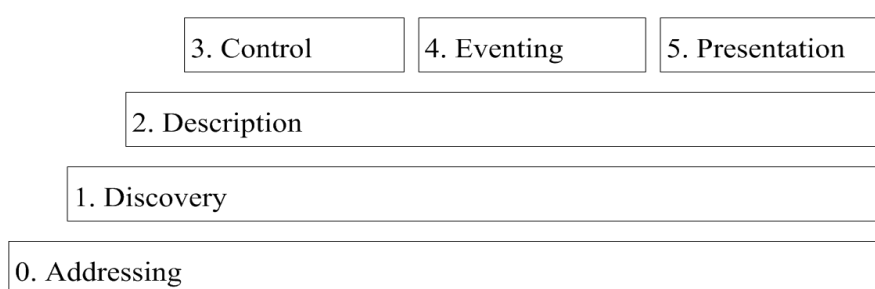 3. Control 4. Eventing 5. Presentation
2. Description
1. Discovery
0. Addressing